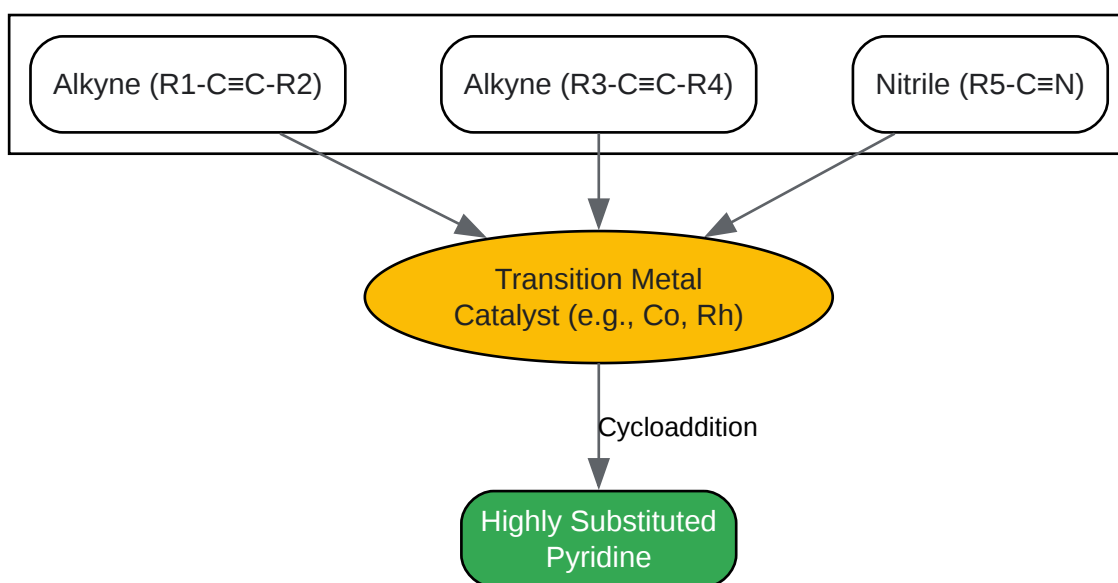 Alkyne (R1-C≡C-R2)
Alkyne (R3-C≡C-R4)
Nitrile (R5-C≡N)
Transition Metal
Catalyst (e.g., Co, Rh)
Cycloaddition
Highly Substituted
Pyridine